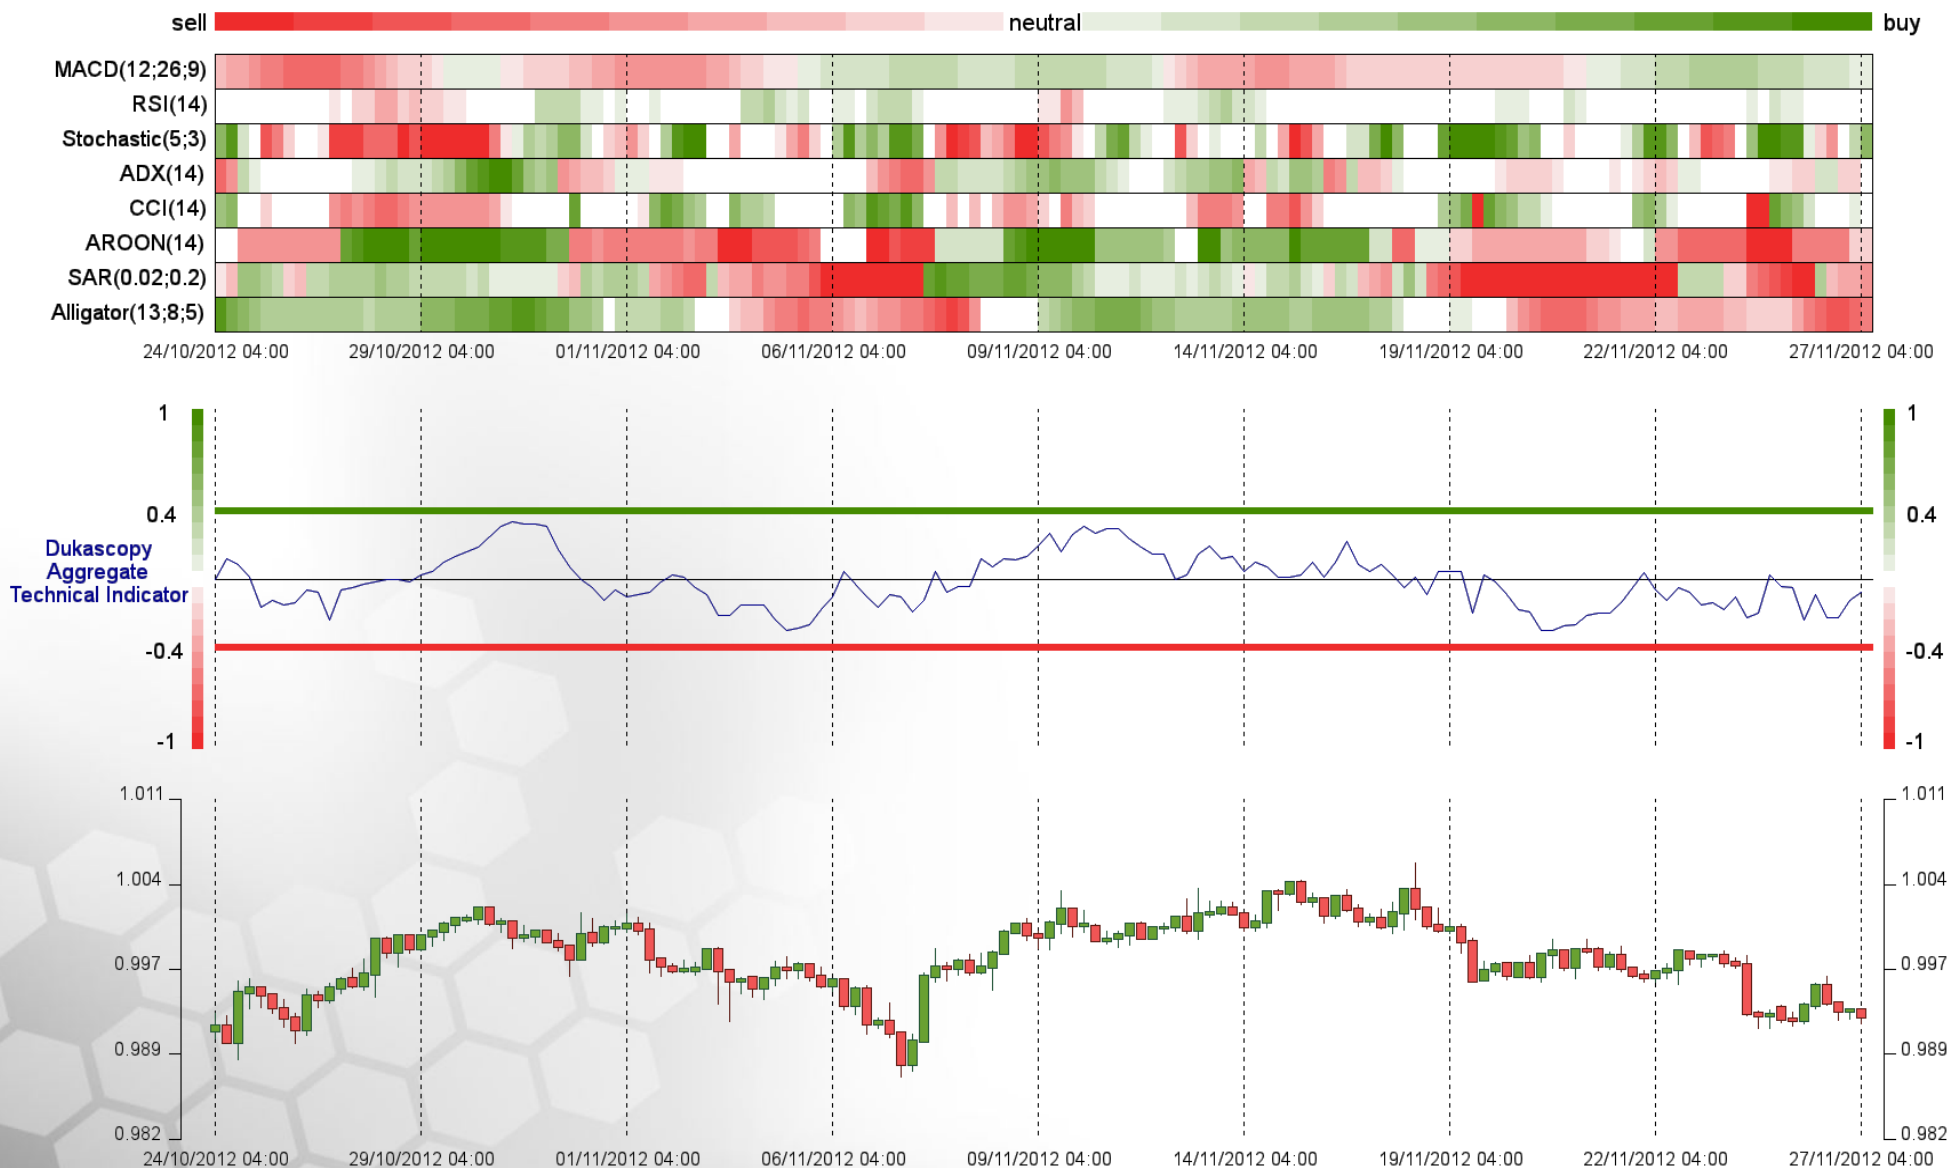 sell neutral buy
MACD(12;26;9)
RSI(14)
Stochastic(5;3)
ADX(14)
CCI(14)
AROON(14)
SAR(0.02;0.2)
Alligator(13;8;5)
24/10/2012 04:00 29/10/2012 04:00 01/11/2012 04:00 06/11/2012 04:00 09/11/2012 04:00 14/11/2012 04:00 19/11/2012 04:00 22/11/2012 04:00 27/11/2012 04:00
1 1
0.4 0.4
Dukascopy
Aggregate
Technical Indicator
-0.4 -0.4
-1 -1
1.011 1.011
1.004 1.004
0.997 0.997
0.989 0.989
0.982 0.982
24/10/2012 04:00 29/10/2012 04:00 01/11/2012 04:00 06/11/2012 04:00 09/11/2012 04:00 14/11/2012 04:00 19/11/2012 04:00 22/11/2012 04:00 27/11/2012 04:00